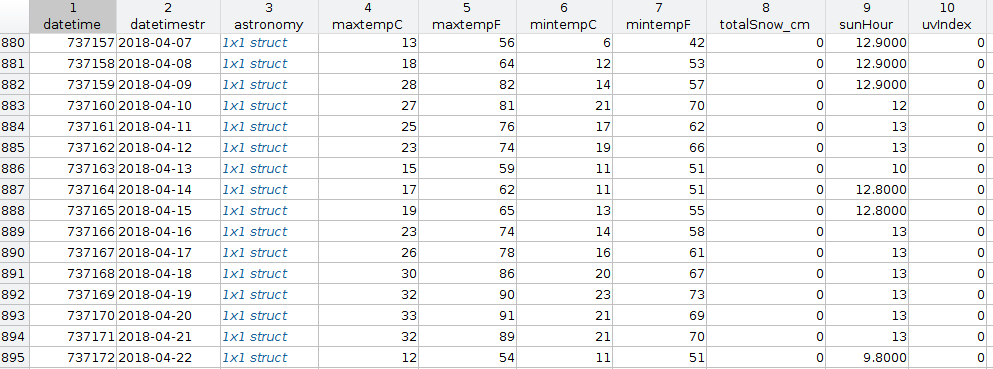 1 2 3 4 5 6 7 8 9 10
datetime datetimestr astronomy maxtempC maxtempF mintempC mintempF totalSnow_cm sunHour uvIndex
880 737157 2018-04-07 1x1 struct 13 56 6 42 0 12.9000 0
881 737158 2018-04-08 1x1 struct 18 64 12 53 0 12.9000 0
882 737159 2018-04-09 1x1 struct 28 82 14 57 0 12.9000 0
883 737160 2018-04-10 1x1 struct 27 81 21 70 0 12 0
884 737161 2018-04-11 1x1 struct 25 76 17 62 0 13 0
885 737162 2018-04-12 1x1 struct 23 74 19 66 0 13 0
886 737163 2018-04-13 1x1 struct 15 59 11 51 0 10 0
887 737164 2018-04-14 1x1 struct 17 62 11 51 0 12.8000 0
888 737165 2018-04-15 1x1 struct 19 65 13 55 0 12.8000 0
889 737166 2018-04-16 1x1 struct 23 74 14 58 0 13 0
890 737167 2018-04-17 1x1 struct 26 78 16 61 0 13 0
891 737168 2018-04-18 1x1 struct 30 86 20 67 0 13 0
892 737169 2018-04-19 1x1 struct 32 90 23 73 0 13 0
893 737170 2018-04-20 1x1 struct 33 91 21 69 0 13 0
894 737171 2018-04-21 1x1 struct 32 89 21 70 0 13 0
895 737172 2018-04-22 1x1 struct 12 54 11 51 0 9.8000 0